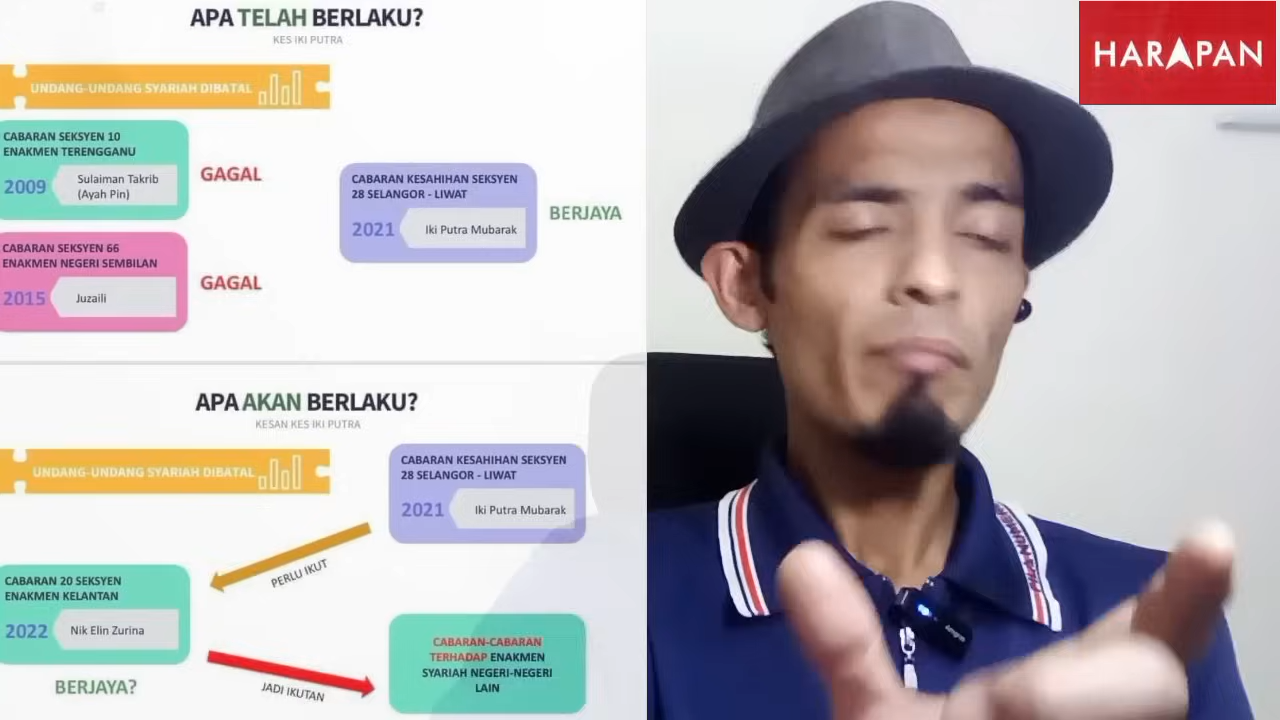 APA TELAH BERLAKU?
KES IKI PUTRA
UNDANG-UNDANG SYARIAH DIBATAL
CABARAN SEKSYEN 10
ENAKMEN TERENGGANU
2009
Sulaiman Takrib
(Ayah Pin)
GAGAL
CABARAN SEKSYEN 66
ENAKMEN NEGERI SEMBILAN
2015
Juzaili
GAGAL
CABARAN KESAHIHAN SEKSYEN
28 SELANGOR - LIWAT
2021
Iki Putra Mubarak
BERJAYA
APA AKAN BERLAKU?
KESAN KES IKI PUTRA
UNDANG-UNDANG SYARIAH DIBATAL
CABARAN KESAHIHAN SEKSYEN
28 SELANGOR - LIWAT
2021
Iki Putra Mubarak
PERLU IKUT
CABARAN 20 SEKSYEN
ENAKMEN KELANTAN
2022
Nik Elin Zurina
BERJAYA?
JADI IKUTAN
CABARAN-CABARAN
TERHADAP ENAKMEN
SYARIAH NEGERI-NEGERI
LAIN
HARAPAN